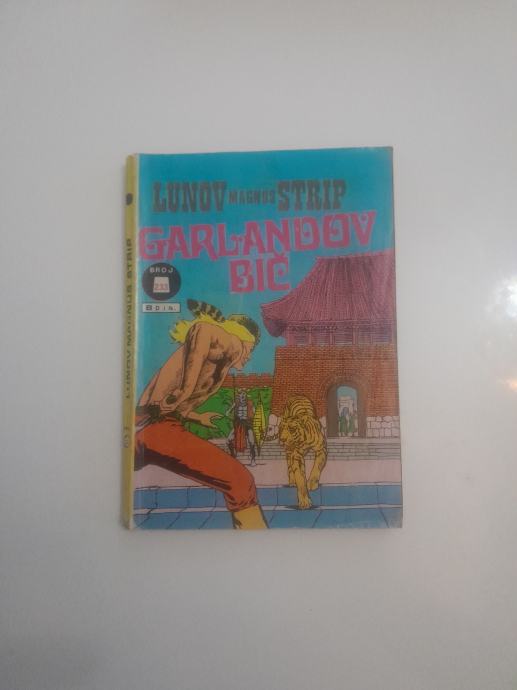 LUNOV MAGNUS STRIP
GARLANDOV
BIČ
BROJ
233
8 DIN.
LUNOV MAGNUS STRIP